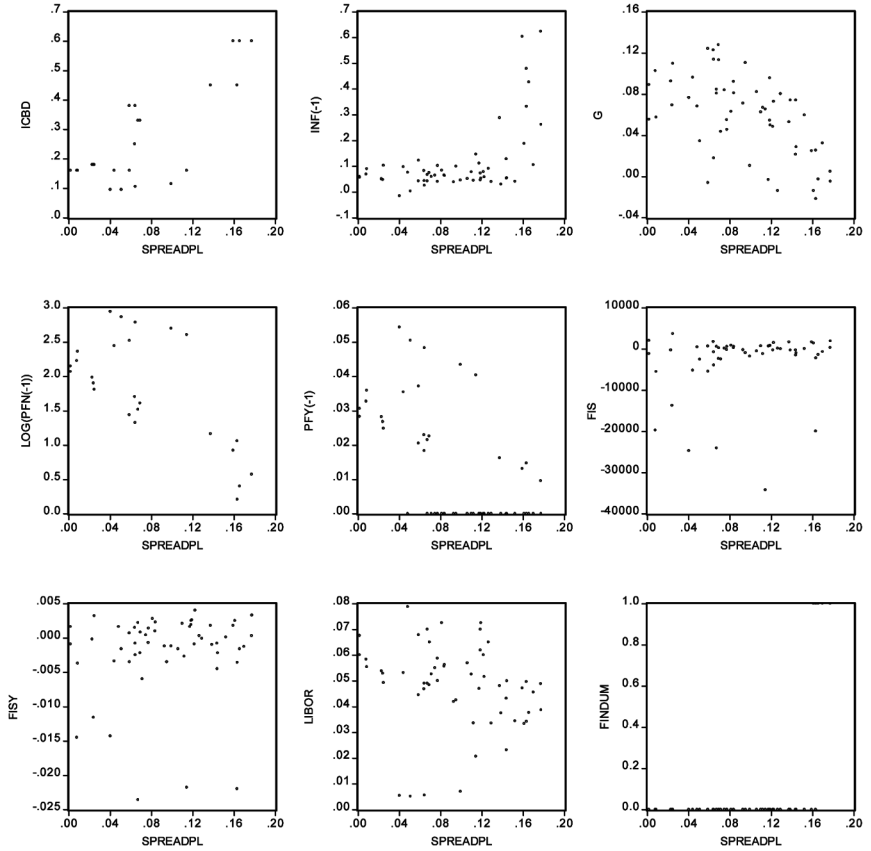 ICBD
.7
.6
.5
.4
.3
.2
.1
.0
.00 .04 .08 .12 .16 .20
SPREADPL
INF(-1)
.7
.6
.5
.4
.3
.2
.1
.0
-.1
.00 .04 .08 .12 .16 .20
SPREADPL
G
.16
.12
.08
.04
.00
-.04
.00 .04 .08 .12 .16 .20
SPREADPL
LOG(PFN(-1))
3.0
2.5
2.0
1.5
1.0
0.5
0.0
.00 .04 .08 .12 .16 .20
SPREADPL
PFY(-1)
.06
.05
.04
.03
.02
.01
.00
.00 .04 .08 .12 .16 .20
SPREADPL
FIS
10000
0
-10000
-20000
-30000
-40000
.00 .04 .08 .12 .16 .20
SPREADPL
FISY
.005
.000
-.005
-.010
-.015
-.020
-.025
.00 .04 .08 .12 .16 .20
SPREADPL
LIBOR
.08
.07
.06
.05
.04
.03
.02
.01
.00
.00 .04 .08 .12 .16 .20
SPREADPL
FINDUM
1.0
0.8
0.6
0.4
0.2
0.0
.00 .04 .08 .12 .16 .20
SPREADPL